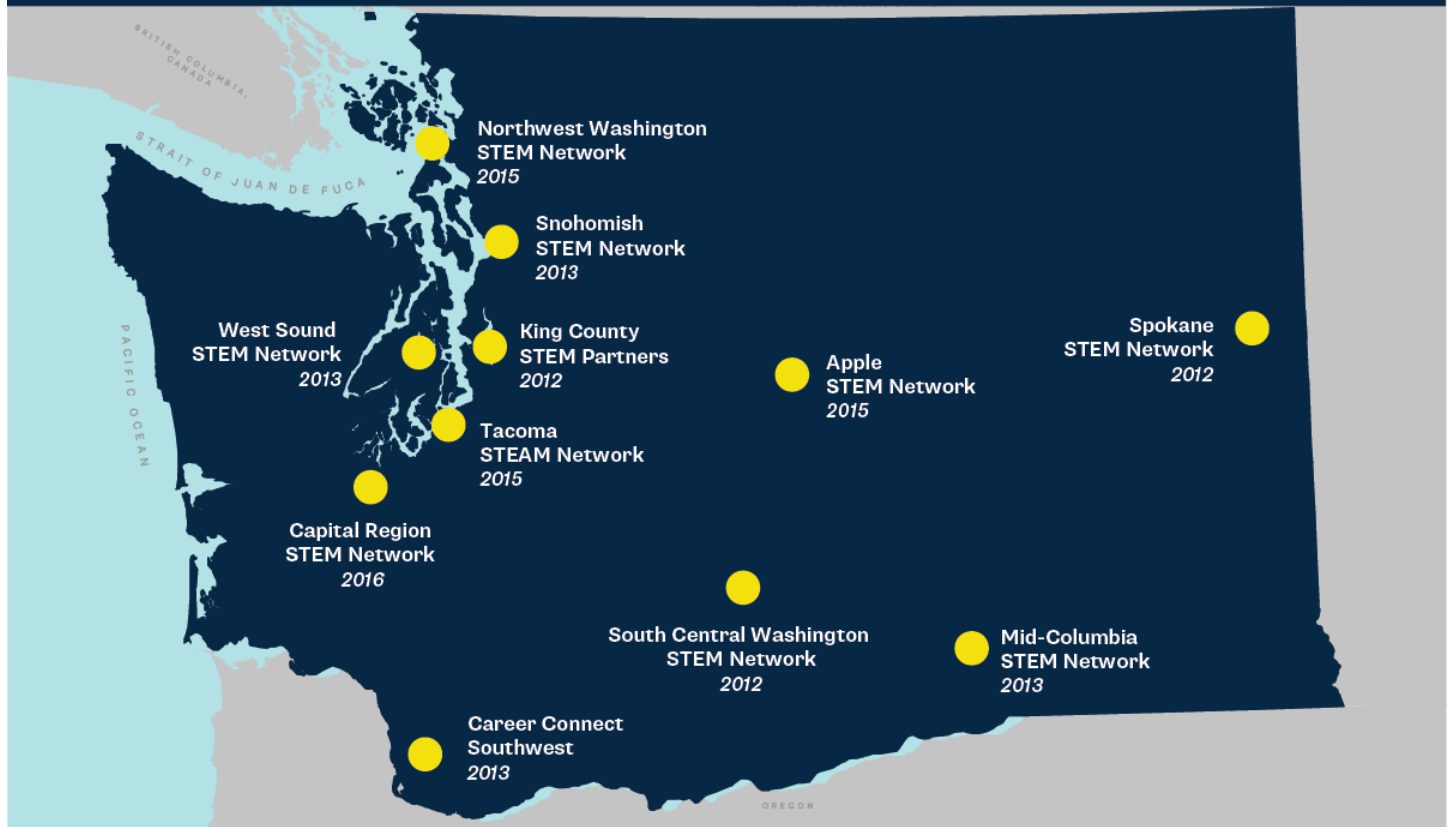 BRITISH COLUMBIA,
CANADA
STRAIT OF JUAN DE FUCA
PACIFIC OCEAN
Northwest Washington
STEM Network
2015
Snohomish
STEM Network
2013
West Sound
STEM Network
2013
King County
STEM Partners
2012
Apple
STEM Network
2015
Spokane
STEM Network
2012
Tacoma
STEAM Network
2015
Capital Region
STEM Network
2016
South Central Washington
STEM Network
2012
Mid-Columbia
STEM Network
2013
Career Connect
Southwest
2013
OREGON